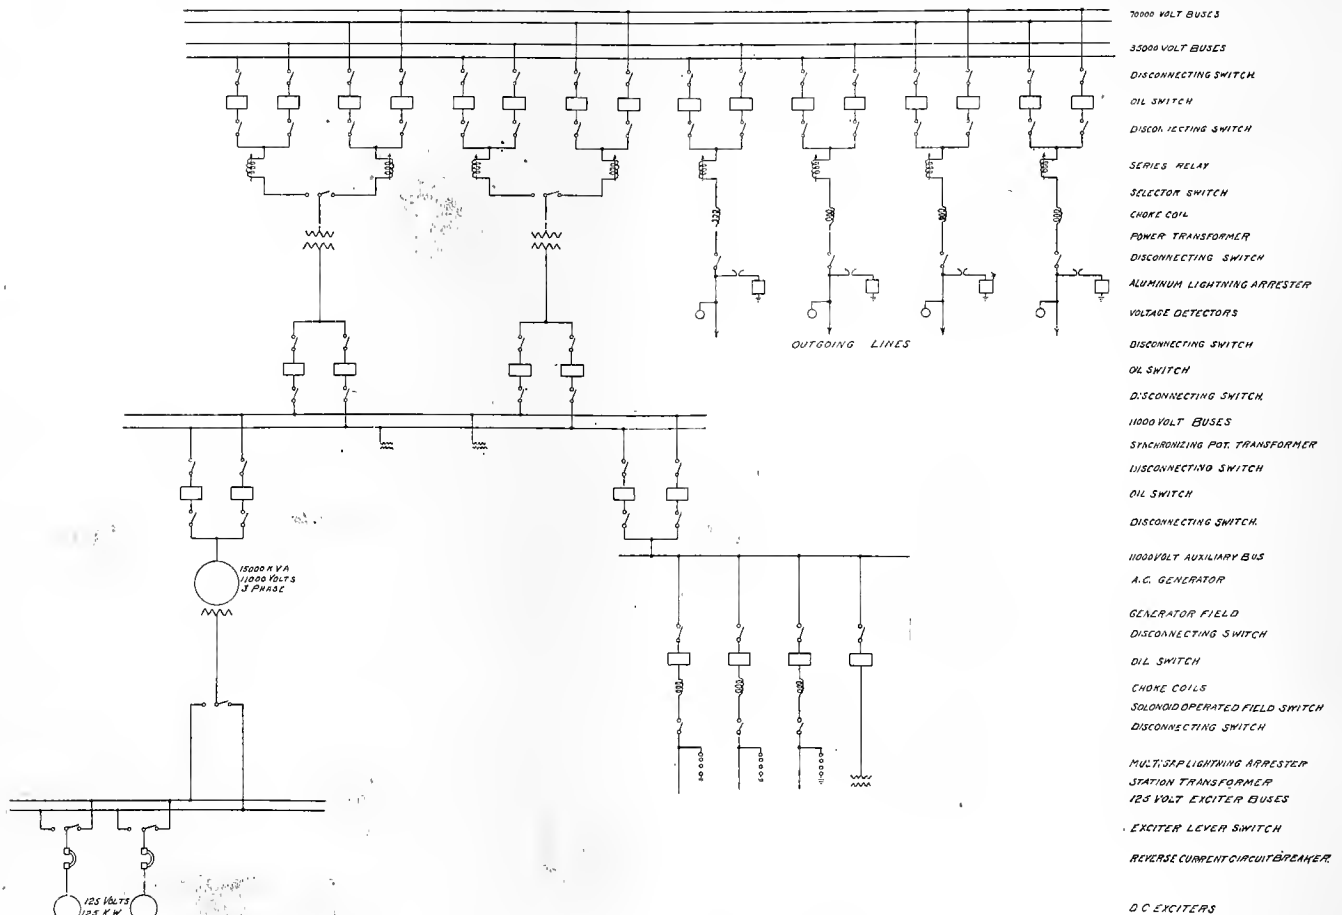 70000 VOLT BUSES
35000 VOLT BUSES
DISCONNECTING SWITCH
OIL SWITCH
DISCONNECTING SWITCH
SERIES RELAY
SELECTOR SWITCH
CHOKE COIL
POWER TRANSFORMER
DISCONNECTING SWITCH
ALUMINUM LIGHTNING ARRESTER
VOLTAGE DETECTORS
OUTGOING LINES
DISCONNECTING SWITCH
OIL SWITCH
DISCONNECTING SWITCH
11000 VOLT BUSES
SYNCHRONIZING POT. TRANSFORMER
DISCONNECTING SWITCH
OIL SWITCH
DISCONNECTING SWITCH.
11000 VOLT AUXILIARY BUS
15000 KVA
11000 VOLTS
3 PHASE
A.C. GENERATOR
GENERATOR FIELD
DISCONNECTING SWITCH
OIL SWITCH
CHOKE COILS
SOLONOID OPERATED FIELD SWITCH
DISCONNECTING SWITCH
MULTI-GAP LIGHTNING ARRESTER
STATION TRANSFORMER
125 VOLT EXCITER BUSES
EXCITER LEVER SWITCH
REVERSE CURRENT CIRCUIT BREAKER.
125 VOLTS
125 K.W.
D C EXCITERS